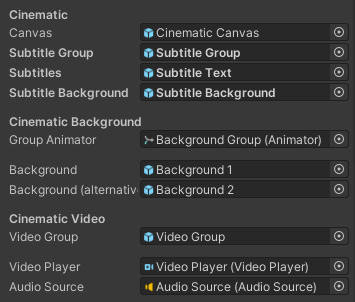 Cinematic
Canvas Cinematic Canvas
Subtitle Group Subtitle Group
Subtitles Subtitle Text
Subtitle Background Subtitle Background
Cinematic Background
Group Animator Background Group (Animator)
Background Background 1
Background (alternativ Background 2
Cinematic Video
Video Group Video Group
Video Player Video Player (Video Player)
Audio Source Audio Source (Audio Source)